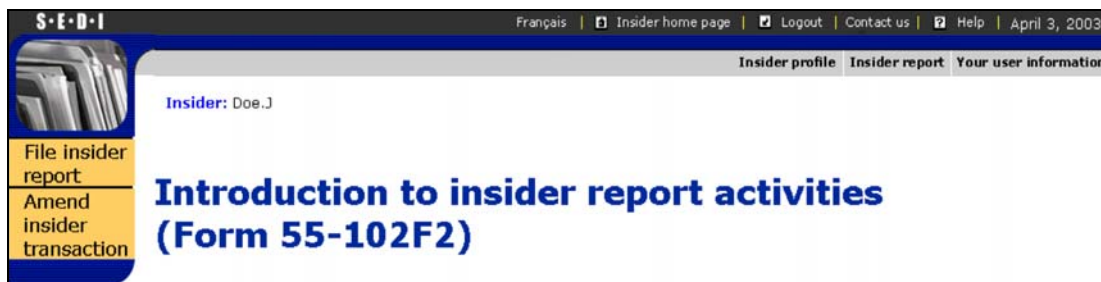 S•E•D•I
Français | Insider home page | Logout | Contact us | Help | April 3, 2003
Insider profile Insider report Your user information
Insider: Doe.J
File insider
report
Amend
insider
transaction
Introduction to insider report activities
(Form 55-102F2)